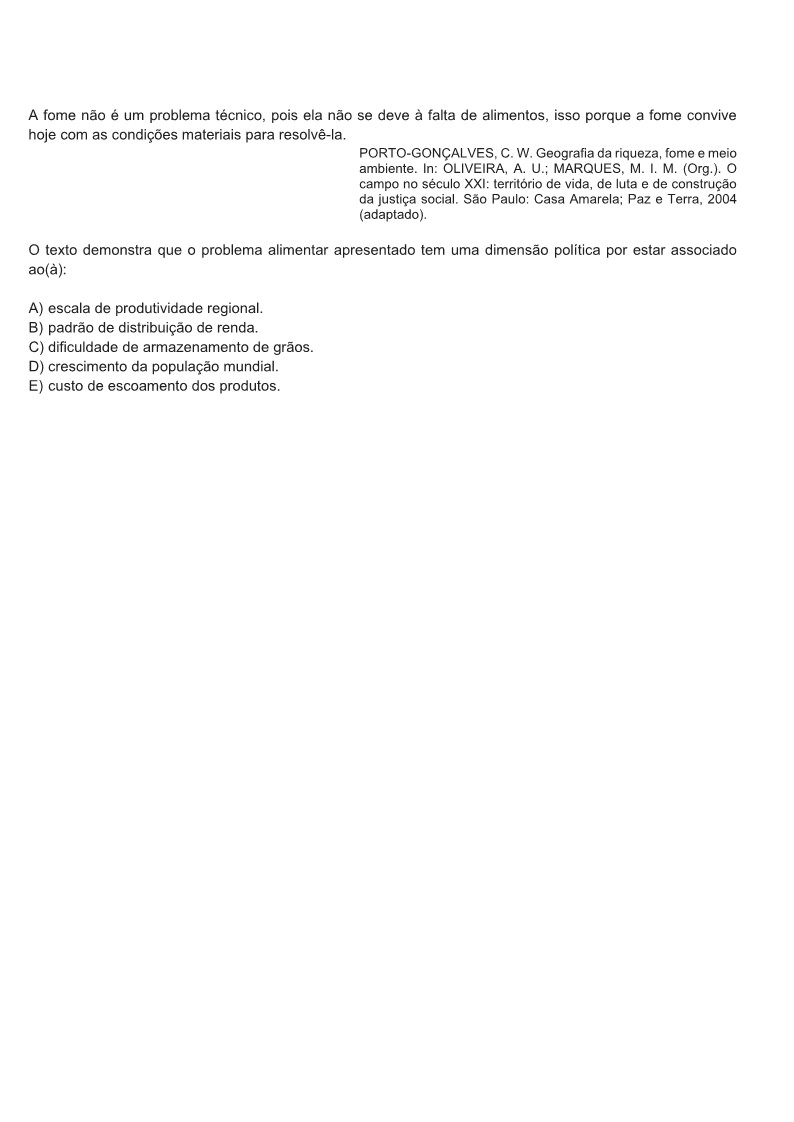 A fome não é um problema técnico, pois ela não se deve à falta de alimentos, isso porque a fome convive
hoje com as condições materiais para resolvê-la.
PORTO-GONÇALVES, C. W. Geografia da riqueza, fome e meio
ambiente. In: OLIVEIRA, A. U.; MARQUES, M. I. M. (Org.). O
campo no século XXI: território de vida, de luta e de construção
da justiça social. São Paulo: Casa Amarela; Paz e Terra, 2004
(adaptado).
O texto demonstra que o problema alimentar apresentado tem uma dimensão política por estar associado
ao(à):
A) escala de produtividade regional.
B) padrão de distribuição de renda.
C) dificuldade de armazenamento de grãos.
D) crescimento da população mundial.
E) custo de escoamento dos produtos.